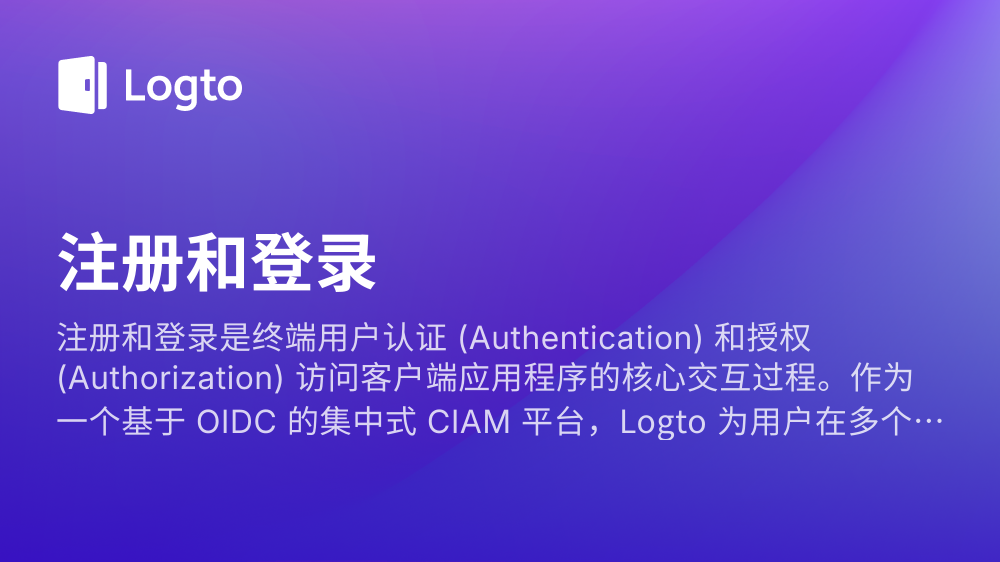 Logto
注册和登录
注册和登录是终端用户认证 (Authentication) 和授权
(Authorization) 访问客户端应用程序的核心交互过程。作为
一个基于 OIDC 的集中式 CIAM 平台，Logto 为用户在多个…